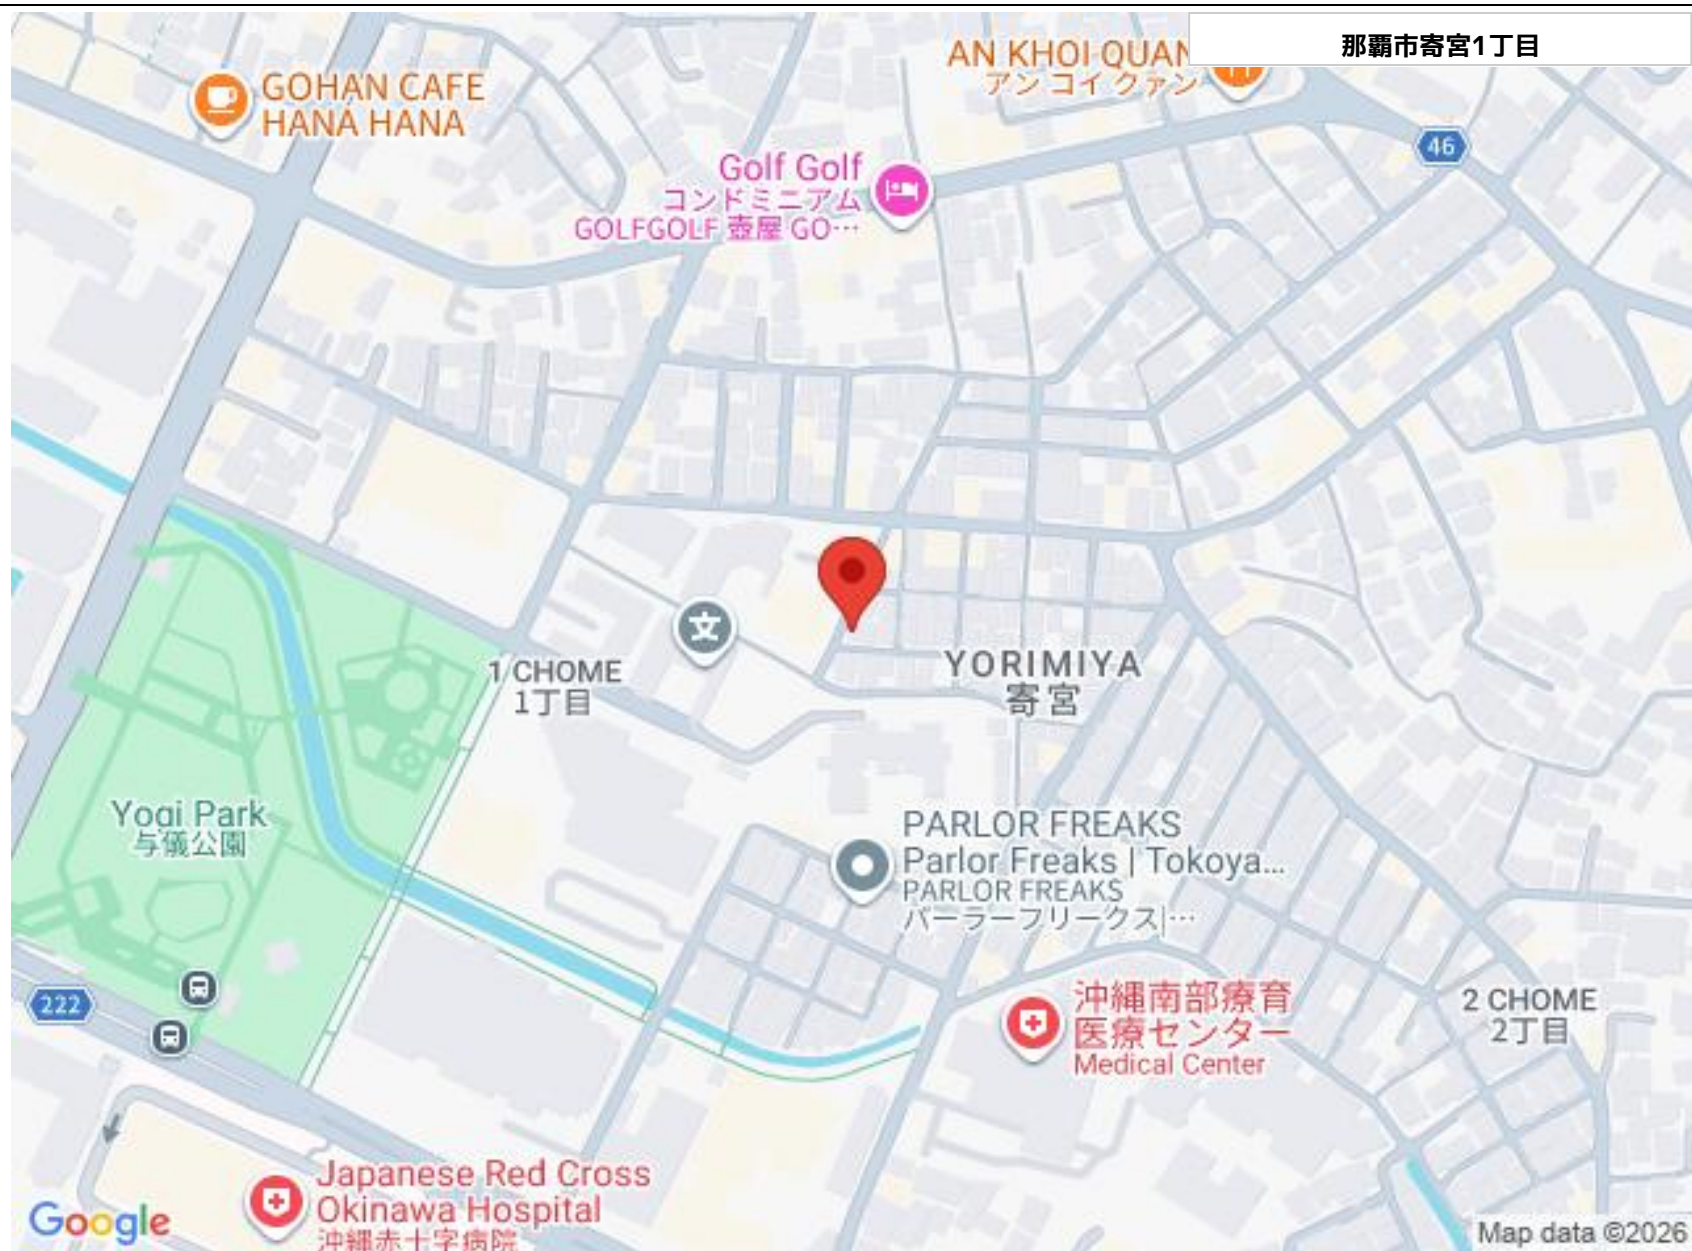 那覇市寄宮1丁目
AN KHOI QUAN
アン コイ クァン
GOHAN CAFE
HANA HANA
46
Golf Golf
コンドミニアム
GOLFGOLF 壺屋 GO…
文
YORIMIYA
寄宮
1 CHOME
1丁目
Yogi Park
与儀公園
PARLOR FREAKS
Parlor Freaks | Tokoya...
PARLOR FREAKS
パーラーフリークス|…
222
沖縄南部療育
医療センター
Medical Center
2 CHOME
2丁目
Japanese Red Cross
Okinawa Hospital
沖縄赤十字病院
Google
Map data ©2026